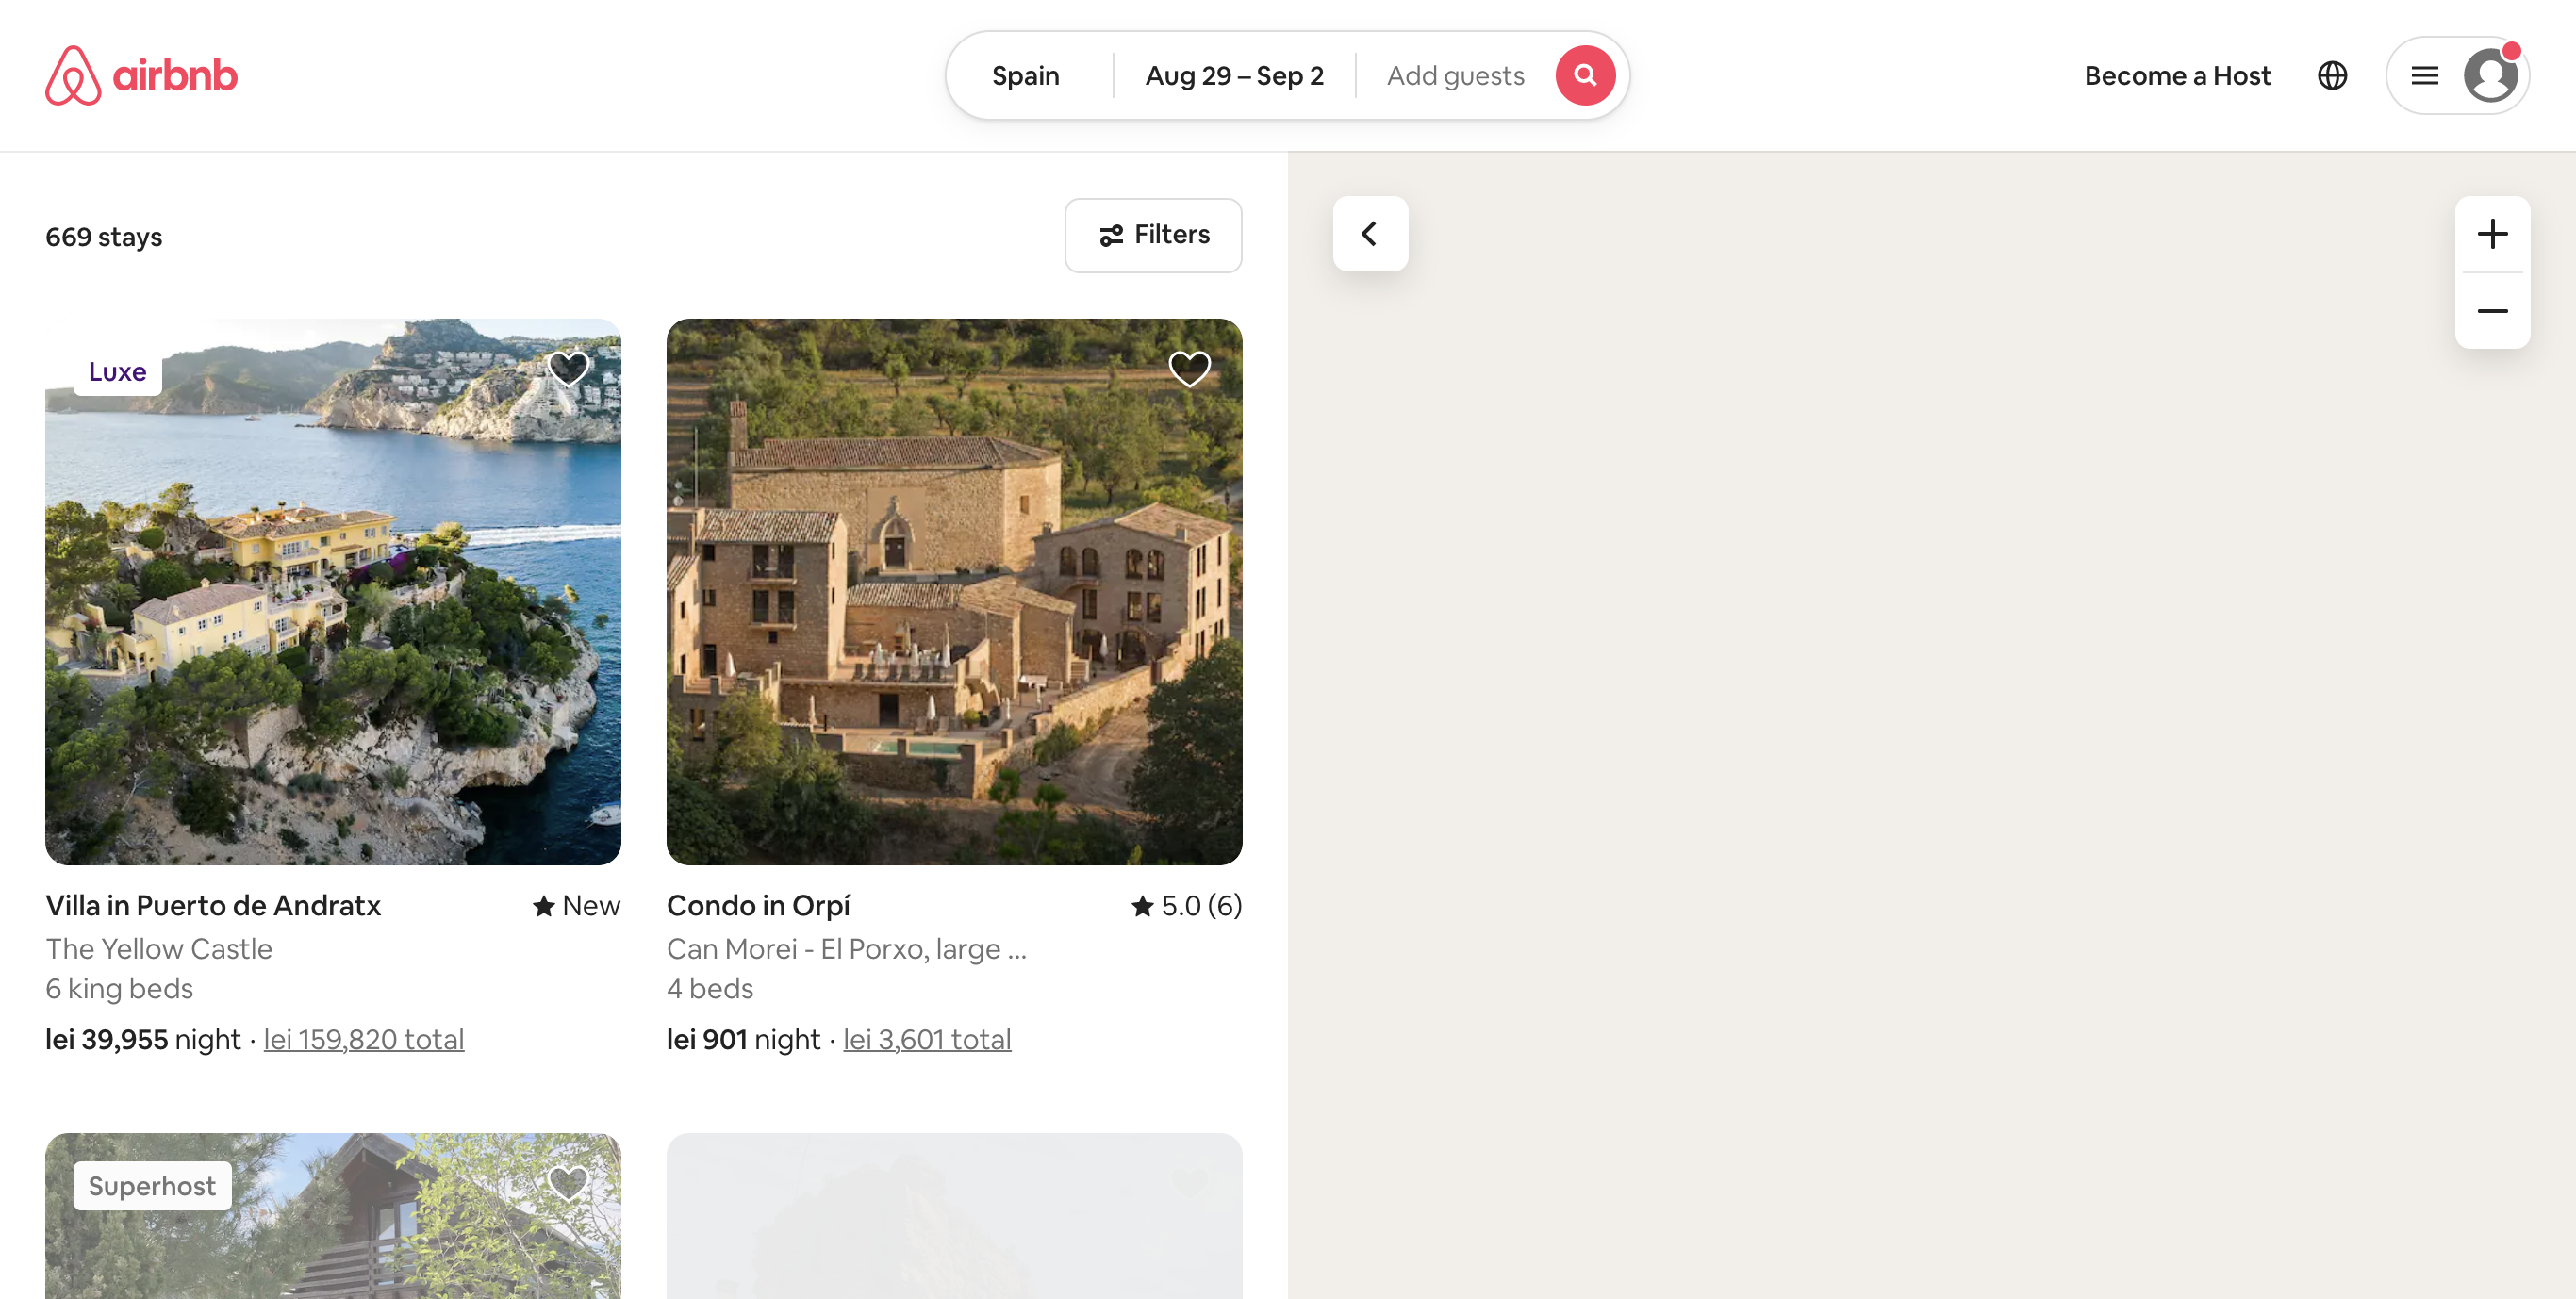 airbnb
Spain
Aug 29 – Sep 2
Add guests
Become a Host
669 stays
Filters
Luxe
Villa in Puerto de Andratx
★ New
The Yellow Castle
6 king beds
lei 39,955 night · lei 159,820 total
Condo in Orpí
★ 5.0 (6)
Can Morei - El Porxo, large ...
4 beds
lei 901 night · lei 3,601 total
Superhost